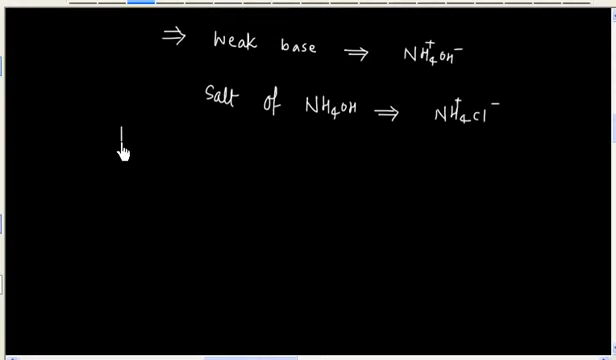 ⇒ Weak base ⇒ NH₄⁺OH⁻
Salt of NH₄OH ⇒ NH₄⁺Cl⁻